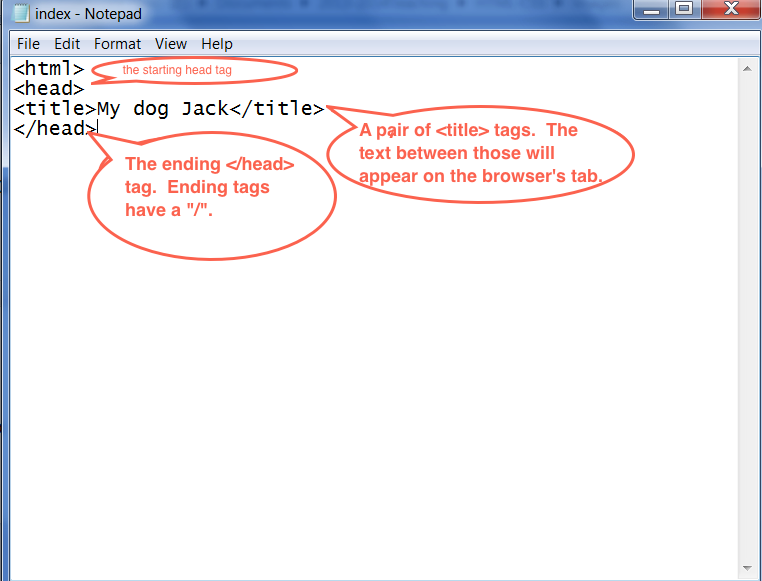 index - Notepad
File Edit Format View Help
<html>
the starting head tag
<head>
<title>My dog Jack</title>
</head>
A pair of <title> tags.  The
text between those will
appear on the browser's tab.
The ending </head>
tag.  Ending tags
have a "/".